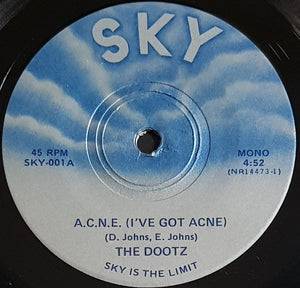 SKY
45 RPM
SKY-001A
MONO
4:52
(NR14473-1)
A.C.N.E. (I'VE GOT ACNE)
(D. Johns, E. Johns)
THE DOOTZ
SKY IS THE LIMIT